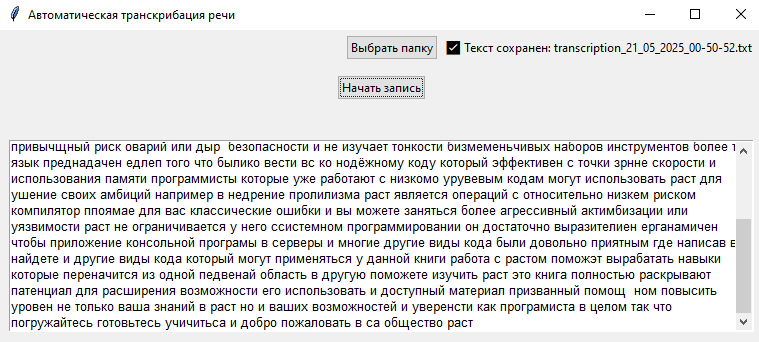 Автоматическая транскрибация речи
Выбрать папку Текст сохранен: transcription_21_05_2025_00-50-52.txt
Начать запись
привычщный риск оварий или дыр безопасности и не изучает тонкости бизмеменьчивых наборов инструментов более т
язык преднадачен едлеп того что былико вести вс ко нодёжному коду который эффективен с точки зрнне скорости и
использования памяти программисты которые уже работают с низкомо урувевым кодам могут использовать раст для
ушение своих амбиций например в недрение пролилизма раст является операций с относительно низкем риском
компилятор ппоямае для вас классические ошибки и вы можете заняться более агрессивный актимбизации или
уязвимости раст не ограничивается у него ссистемном программировании он достаточно выразителиен ерганамичен
чтобы приложение консольной програмы в серверы и многие другие виды кода были довольно приятным где написав в
найдете и другие виды кода который могут применяться у данной книги работа с растом поможэт вырабатать навыки
которые переначится из одной педвенай область в другую поможете изучить раст это книга полностью раскрывают
патенциал для расширения возможности его использовать и доступный материал призванный помощ ном повысить
уровен не только ваша знаний в раст но и ваших возможностей и уверенсти как програмиста в целом так что
погружайтесь готовьтесь учичиться и добро пожаловать в са общество раст